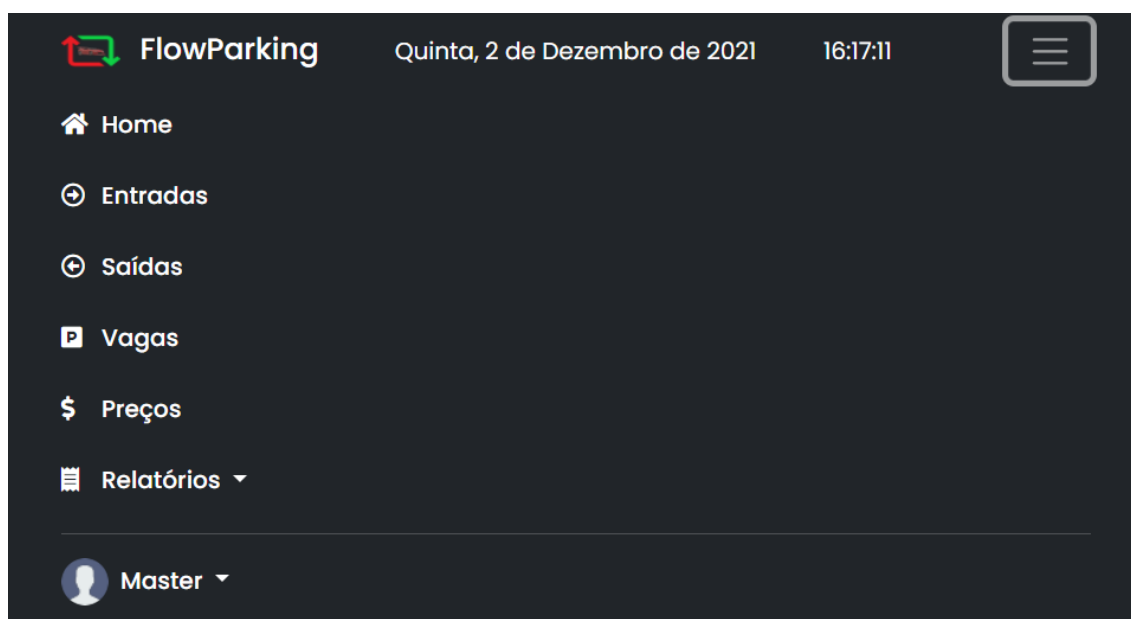 FlowParking Quinta, 2 de Dezembro de 2021 16:17:11
Home
Entradas
Saídas
P Vagas
$ Preços
Relatórios
Master